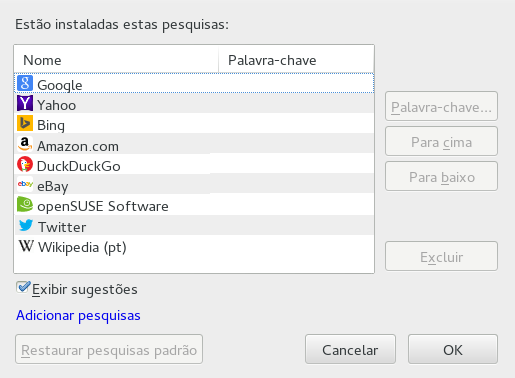 Estão instaladas estas pesquisas:
Nome Palavra-chave
Google
Yahoo
Bing
Amazon.com
DuckDuckGo
eBay
openSUSE Software
Twitter
Wikipedia (pt)
Palavra-chave...
Para cima
Para baixo
Excluir
Exibir sugestões
Adicionar pesquisas
Restaurar pesquisas padrão Cancelar OK